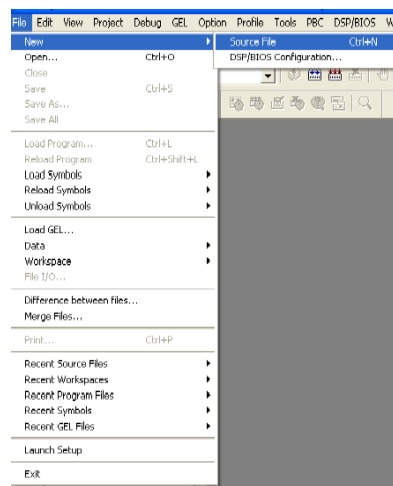 File Edit View Project Debug GEL Option Profile Tools PBC DSP/BIOS W
New
Source File Ctrl+N
Open... Ctrl+O
DSP/BIOS Configuration...
Close
Save Ctrl+S
Save As...
Save All
Load Program... Ctrl+L
Reload Program Ctrl+Shift+L
Load Symbols
Reload Symbols
Unload Symbols
Load GEL...
Data
Workspace
File I/O...
Difference between files...
Merge Files...
Print... Ctrl+P
Recent Source Files
Recent Workspaces
Recent Program Files
Recent Symbols
Recent GEL Files
Launch Setup
Exit